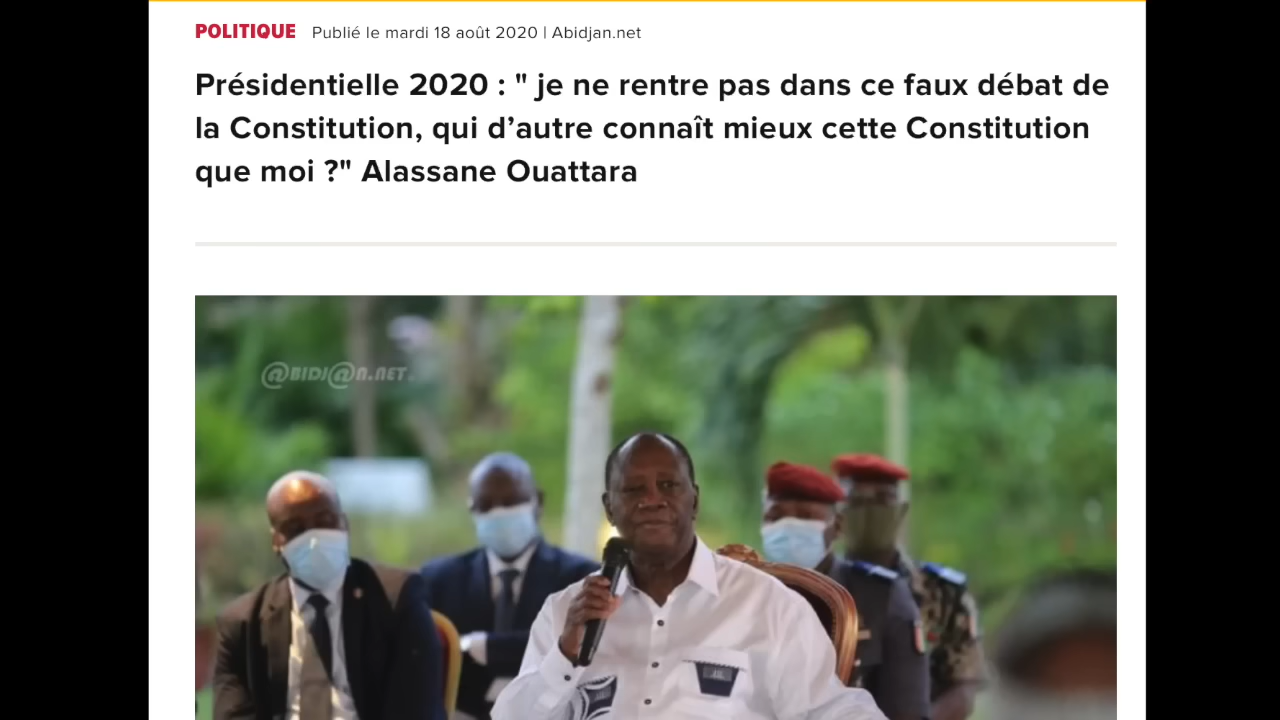 POLITIQUE Publié le mardi 18 août 2020 | Abidjan.net
Présidentielle 2020 : " je ne rentre pas dans ce faux débat de
la Constitution, qui d’autre connaît mieux cette Constitution
que moi ?" Alassane Ouattara
@BIDJ@N.NET